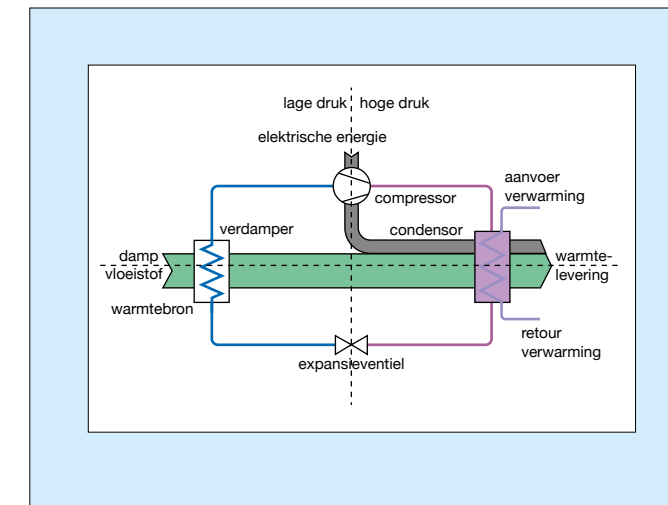 lage druk hoge druk
elektrische energie
compressor
aanvoer
verwarming
verdamper
condensor
damp
vloeistof
warmte-
levering
warmtebron
retour
verwarming
expansieventiel